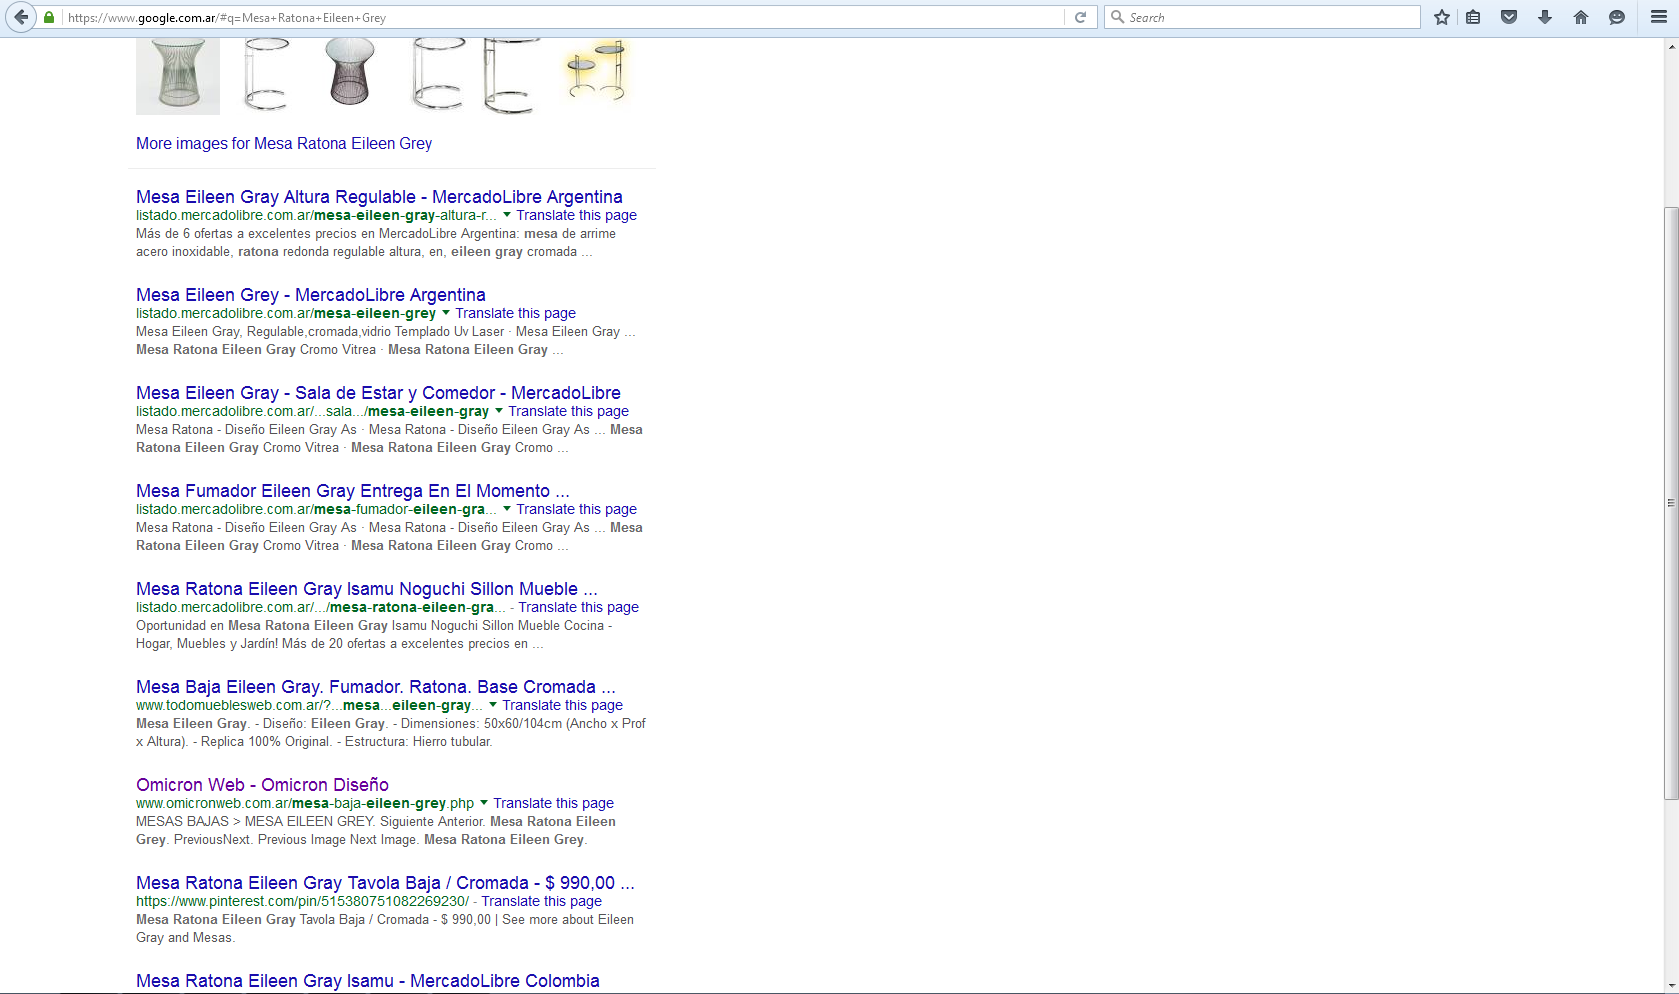 https://www.google.com.ar/#q=Mesa+Ratona+Eileen+Grey
Search
More images for Mesa Ratona Eileen Grey
Mesa Eileen Gray Altura Regulable - MercadoLibre Argentina
listado.mercadolibre.com.ar/mesa-eileen-gray-altura-r... Translate this page
Más de 6 ofertas a excelentes precios en MercadoLibre Argentina: mesa de arrime
acero inoxidable, ratona redonda regulable altura, en, eileen gray cromada ...
Mesa Eileen Grey - MercadoLibre Argentina
listado.mercadolibre.com.ar/mesa-eileen-grey Translate this page
Mesa Eileen Gray, Regulable,cromada,vidrio Templado Uv Laser · Mesa Eileen Gray ...
Mesa Ratona Eileen Gray Cromo Vitrea · Mesa Ratona Eileen Gray ...
Mesa Eileen Gray - Sala de Estar y Comedor - MercadoLibre
listado.mercadolibre.com.ar/...sala.../mesa-eileen-gray Translate this page
Mesa Ratona - Diseño Eileen Gray As · Mesa Ratona - Diseño Eileen Gray As ... Mesa
Ratona Eileen Gray Cromo Vitrea · Mesa Ratona Eileen Gray Cromo ...
Mesa Fumador Eileen Gray Entrega En El Momento ...
listado.mercadolibre.com.ar/mesa-fumador-eileen-gra... Translate this page
Mesa Ratona - Diseño Eileen Gray As · Mesa Ratona - Diseño Eileen Gray As ... Mesa
Ratona Eileen Gray Cromo Vitrea · Mesa Ratona Eileen Gray Cromo ...
Mesa Ratona Eileen Gray Isamu Noguchi Sillon Mueble ...
listado.mercadolibre.com.ar/.../mesa-ratona-eileen-gra... - Translate this page
Oportunidad en Mesa Ratona Eileen Gray Isamu Noguchi Sillon Mueble Cocina -
Hogar, Muebles y Jardín! Más de 20 ofertas a excelentes precios en ...
Mesa Baja Eileen Gray. Fumador. Ratona. Base Cromada ...
www.todomueblesweb.com.ar/?...mesa...eileen-gray... Translate this page
Mesa Eileen Gray. - Diseño: Eileen Gray. - Dimensiones: 50x60/104cm (Ancho x Prof
x Altura). - Replica 100% Original. - Estructura: Hierro tubular.
Omicron Web - Omicron Diseño
www.omicronweb.com.ar/mesa-baja-eileen-grey.php Translate this page
MESAS BAJAS > MESA EILEEN GREY. Siguiente Anterior. Mesa Ratona Eileen
Grey. PreviousNext. Previous Image Next Image. Mesa Ratona Eileen Grey.
Mesa Ratona Eileen Gray Tavola Baja / Cromada - $ 990,00 ...
https://www.pinterest.com/pin/515380751082269230/ - Translate this page
Mesa Ratona Eileen Gray Tavola Baja / Cromada - $ 990,00 | See more about Eileen
Gray and Mesas.
Mesa Ratona Eileen Gray Isamu - MercadoLibre Colombia